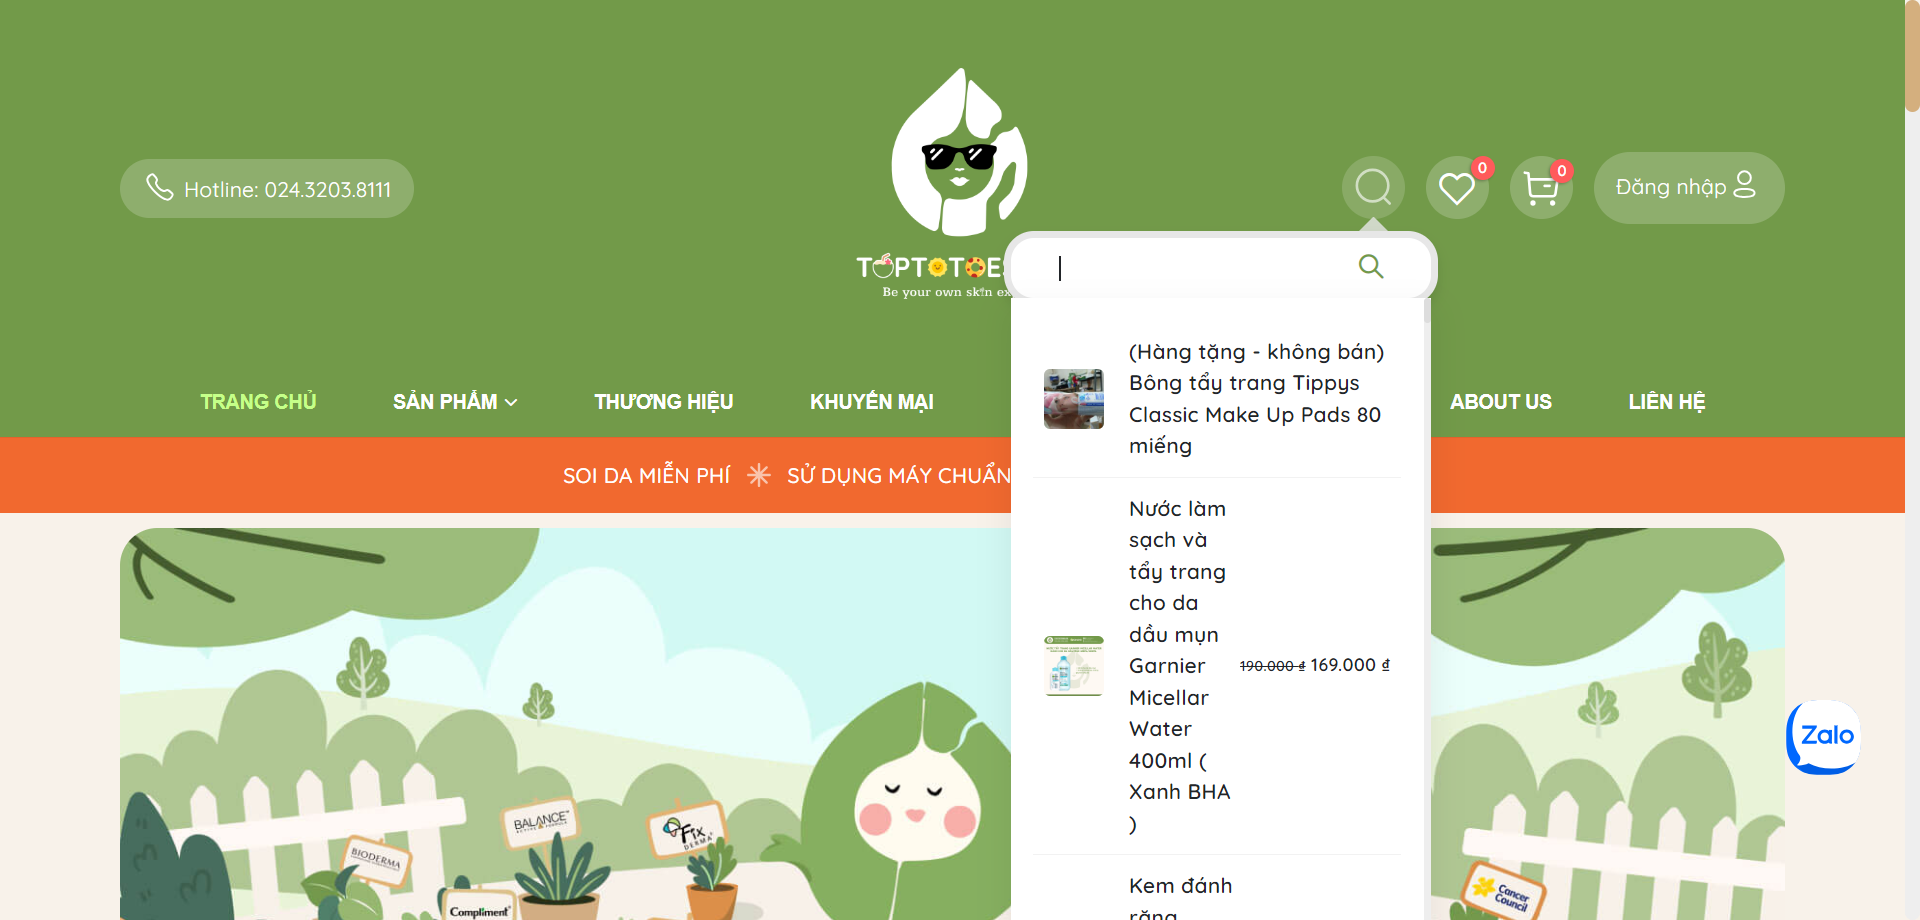 Hotline: 024.3203.8111
TOPTOTOES
Be your own skin ex
0
0
Đăng nhập
TRANG CHỦ
SẢN PHẨM
THƯƠNG HIỆU
KHUYẾN MẠI
ABOUT US
LIÊN HỆ
SOI DA MIỄN PHÍ
SỬ DỤNG MÁY CHUẨN
(Hàng tặng - không bán)
Bông tẩy trang Tippys
Classic Make Up Pads 80
miếng
Nước làm
sạch và
tẩy trang
cho da
dầu mụn
Garnier
Micellar
Water
400ml (
Xanh BHA
)
190.000 ₫ 169.000 ₫
Kem đánh
răng
BIODERMA
BALANCE
ACTIVE FORMULA
Fix
DERMA
Compliment
Cancer
Council
Zalo